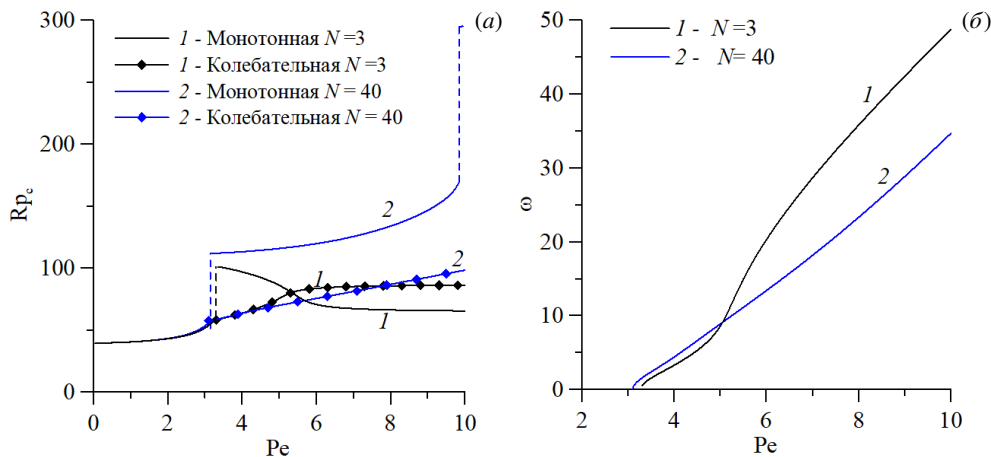 (а)
300
200
100
0
Rp_c
1 - Монотонная N =3
1 - Колебательная N =3
2 - Монотонная N = 40
2 - Колебательная N = 40
2
2
1
1
0 2 4 6 8 10
Pe
(б)
50
40
30
20
10
0
ω
1 - N=3
2 - N= 40
1
2
2 4 6 8 10
Pe